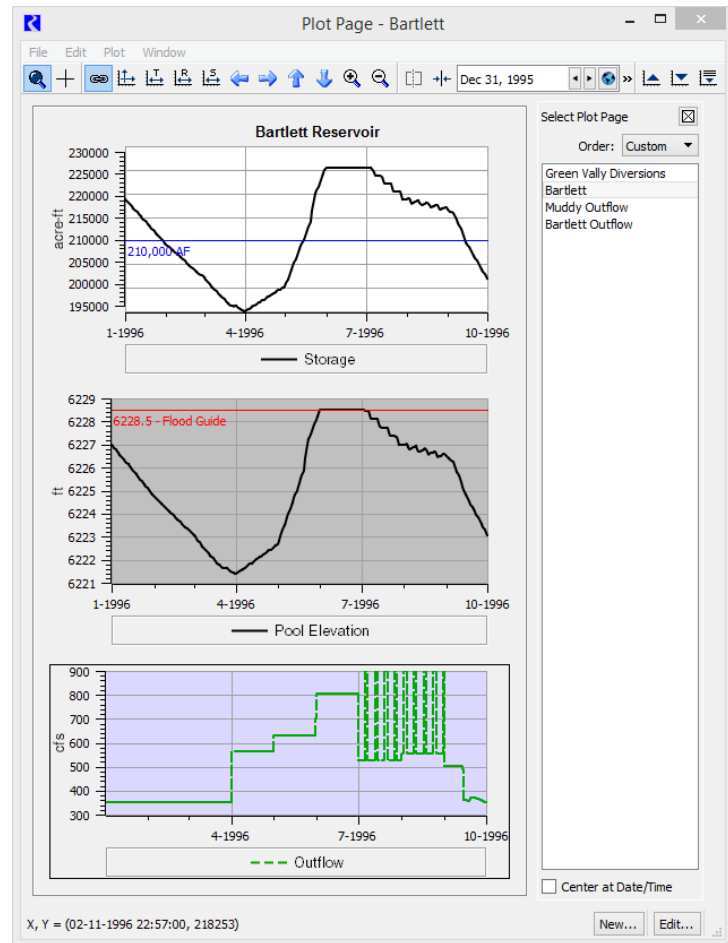 Plot Page - Bartlett
File Edit Plot Window
Dec 31, 1995
Bartlett Reservoir
230000
225000
220000
215000
210000
205000
200000
195000
acre-ft
210,000 AF
1-1996 4-1996 7-1996 10-1996
Storage
6229
6228
6227
6226
6225
6224
6223
6222
6221
ft
6228.5 - Flood Guide
1-1996 4-1996 7-1996 10-1996
Pool Elevation
900
800
700
600
500
400
300
cfs
4-1996 7-1996 10-1996
Outflow
Select Plot Page
Order: Custom
Green Vally Diversions
Bartlett
Muddy Outflow
Bartlett Outflow
Center at Date/Time
X, Y = (02-11-1996 22:57:00, 218253)
New... Edit...